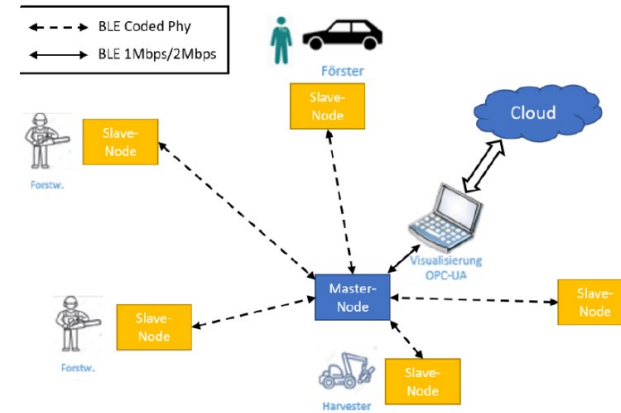 BLE Coded Phy
BLE 1Mbps/2Mbps
Förster
Slave-
Node
Cloud
Slave-
Node
Forstw.
Visualisierung
OPC-UA
Master-
Node
Slave-
Node
Slave-
Node
Forstw.
Slave-
Node
Harvester